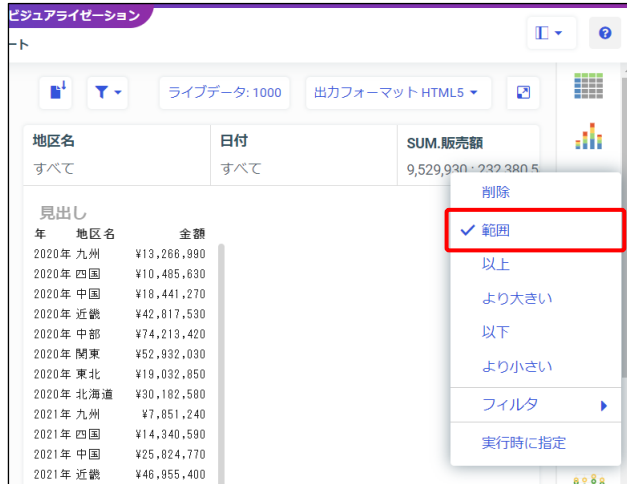 ビジュアライゼーション
ート
ライブデータ: 1000
出力フォーマット HTML5
?
地区名
すべて
日付
すべて
SUM.販売額
9,529,930 : 232,380,5
見出し
年 地区名 金額
2020年 九州 ¥13,266,990
2020年 四国 ¥10,485,630
2020年 中国 ¥18,441,270
2020年 近畿 ¥42,817,530
2020年 中部 ¥74,213,420
2020年 関東 ¥52,932,030
2020年 東北 ¥19,032,850
2020年 北海道 ¥30,182,580
2021年 九州 ¥7,851,240
2021年 四国 ¥14,340,590
2021年 中国 ¥25,824,770
2021年 近畿 ¥46,955,400
削除
範囲
以上
より大きい
以下
より小さい
フィルタ
実行時に指定